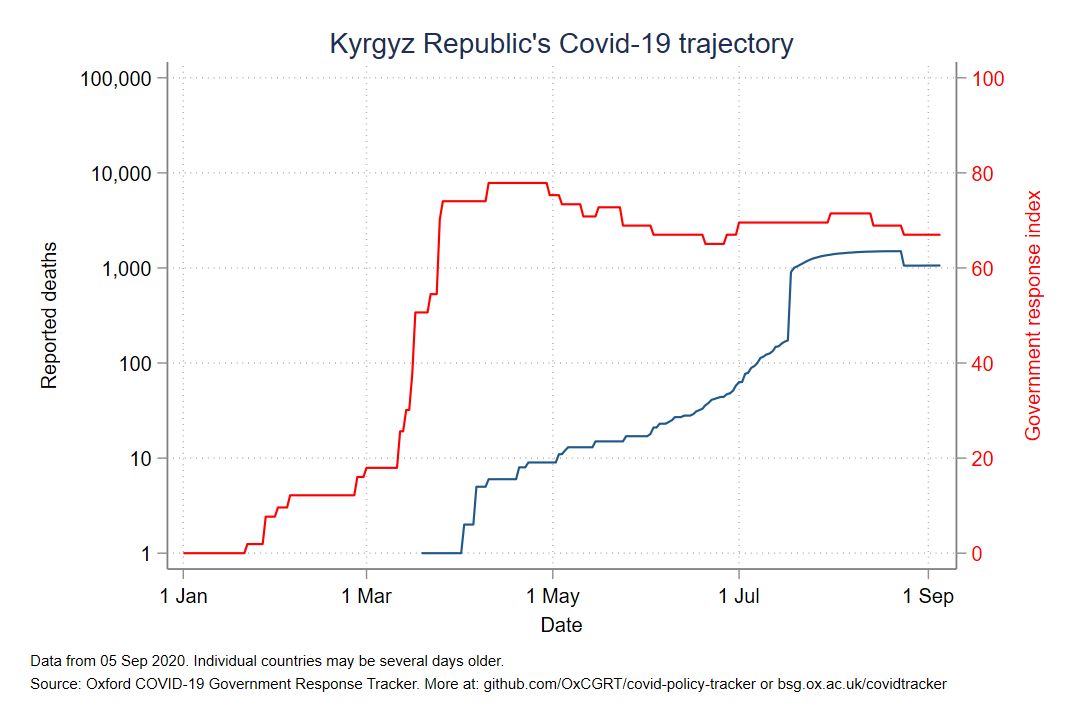 Kyrgyz Republic's Covid-19 trajectory
100,000
10,000
1,000
100
10
1
Reported deaths
100
80
60
40
20
0
Government response index
1 Jan
1 Mar
1 May
1 Jul
1 Sep
Date
Data from 05 Sep 2020. Individual countries may be several days older.
Source: Oxford COVID-19 Government Response Tracker. More at: github.com/OxCGRT/covid-policy-tracker or bsg.ox.ac.uk/covidtracker